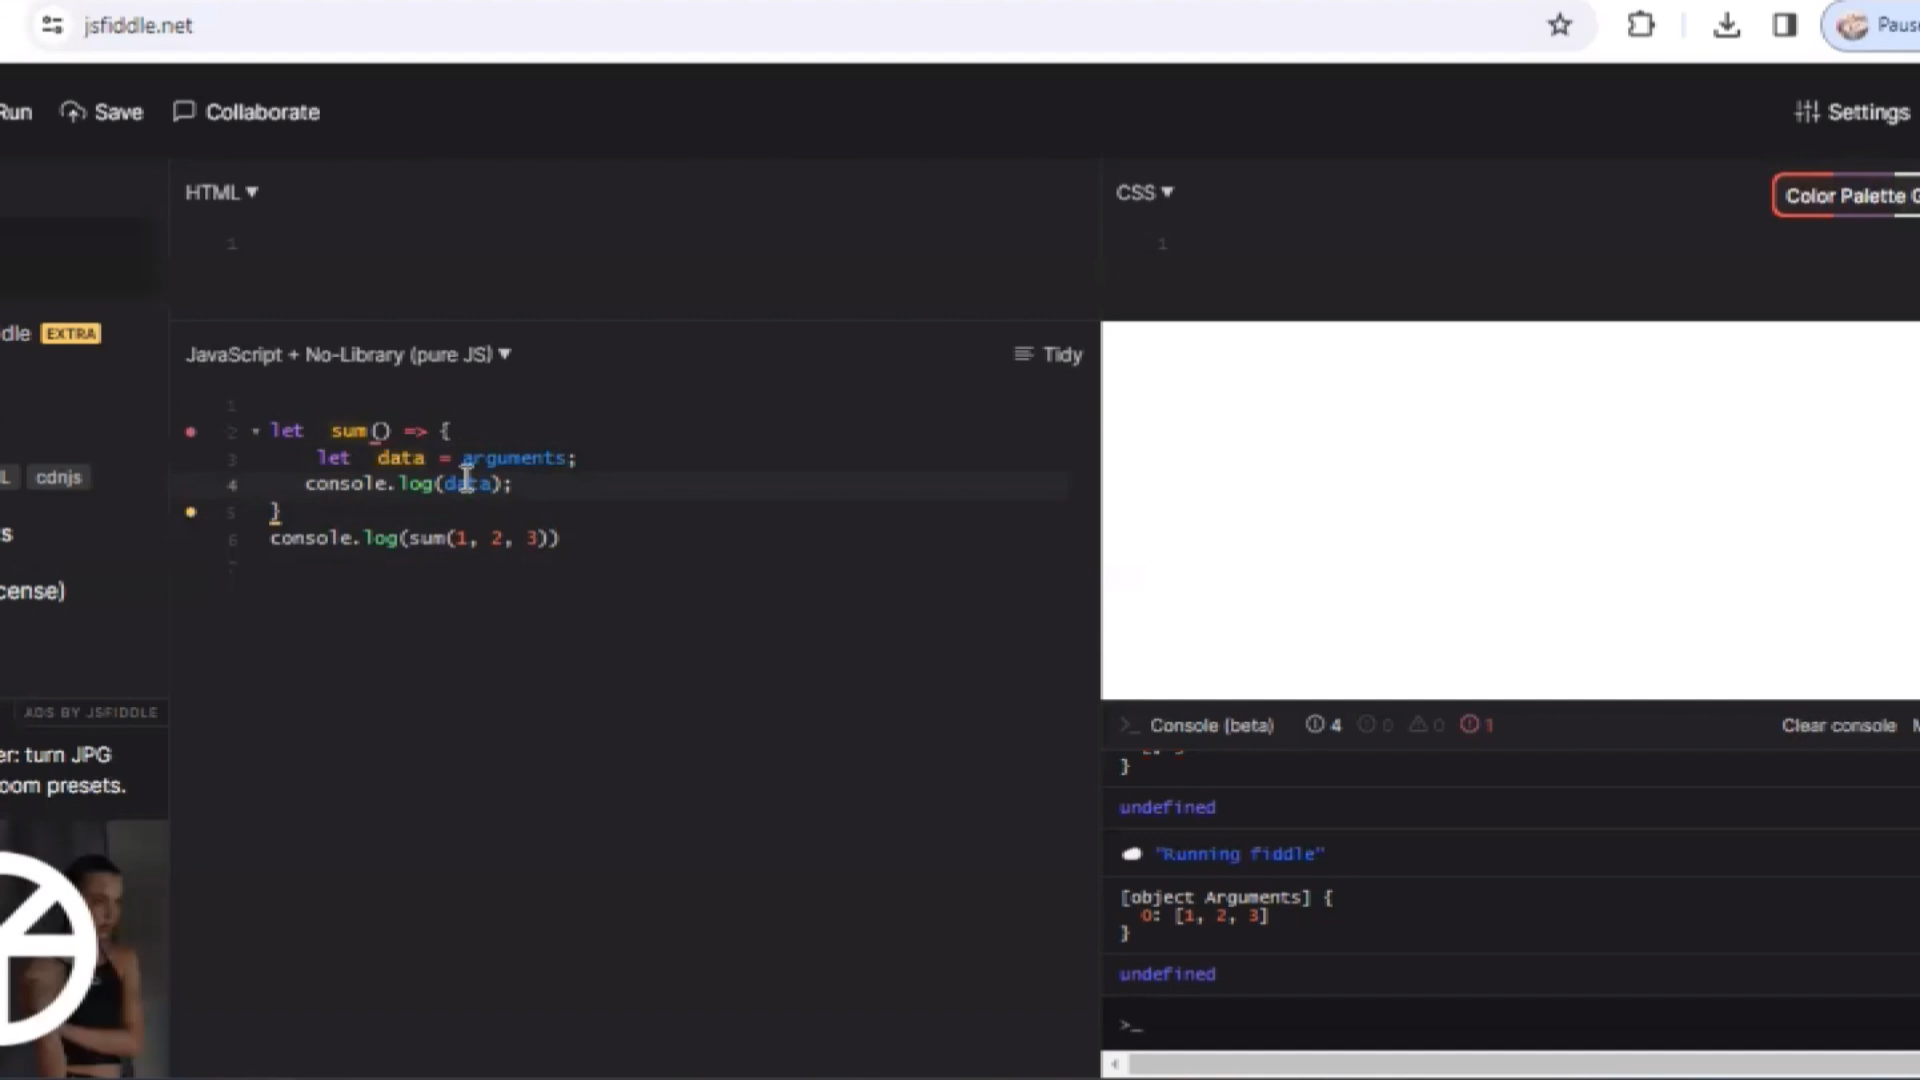 jsfiddle.net
Paus
Run
Save
Collaborate
Settings
HTML
CSS
Color Palette G
1
1
dle EXTRA
JavaScript + No-Library (pure JS)
Tidy
1
2 let sum() => {
3 let data = arguments;
L cdnjs
4 console.log(data);
5 }
s
6 console.log(sum(1, 2, 3))
7
cense)
ADS BY JSFIDDLE
er: turn JPG
oom presets.
>_ Console (beta) 4 0 0 1
Clear console M
}
undefined
"Running fiddle"
[object Arguments] {
0: [1, 2, 3]
}
undefined
>_